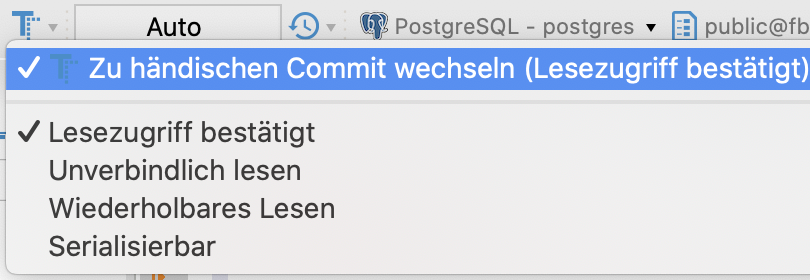 Auto PostgreSQL - postgres public@fb
Zu händischen Commit wechseln (Lesezugriff bestätigt)
Lesezugriff bestätigt
Unverbindlich lesen
Wiederholbares Lesen
Serialisierbar